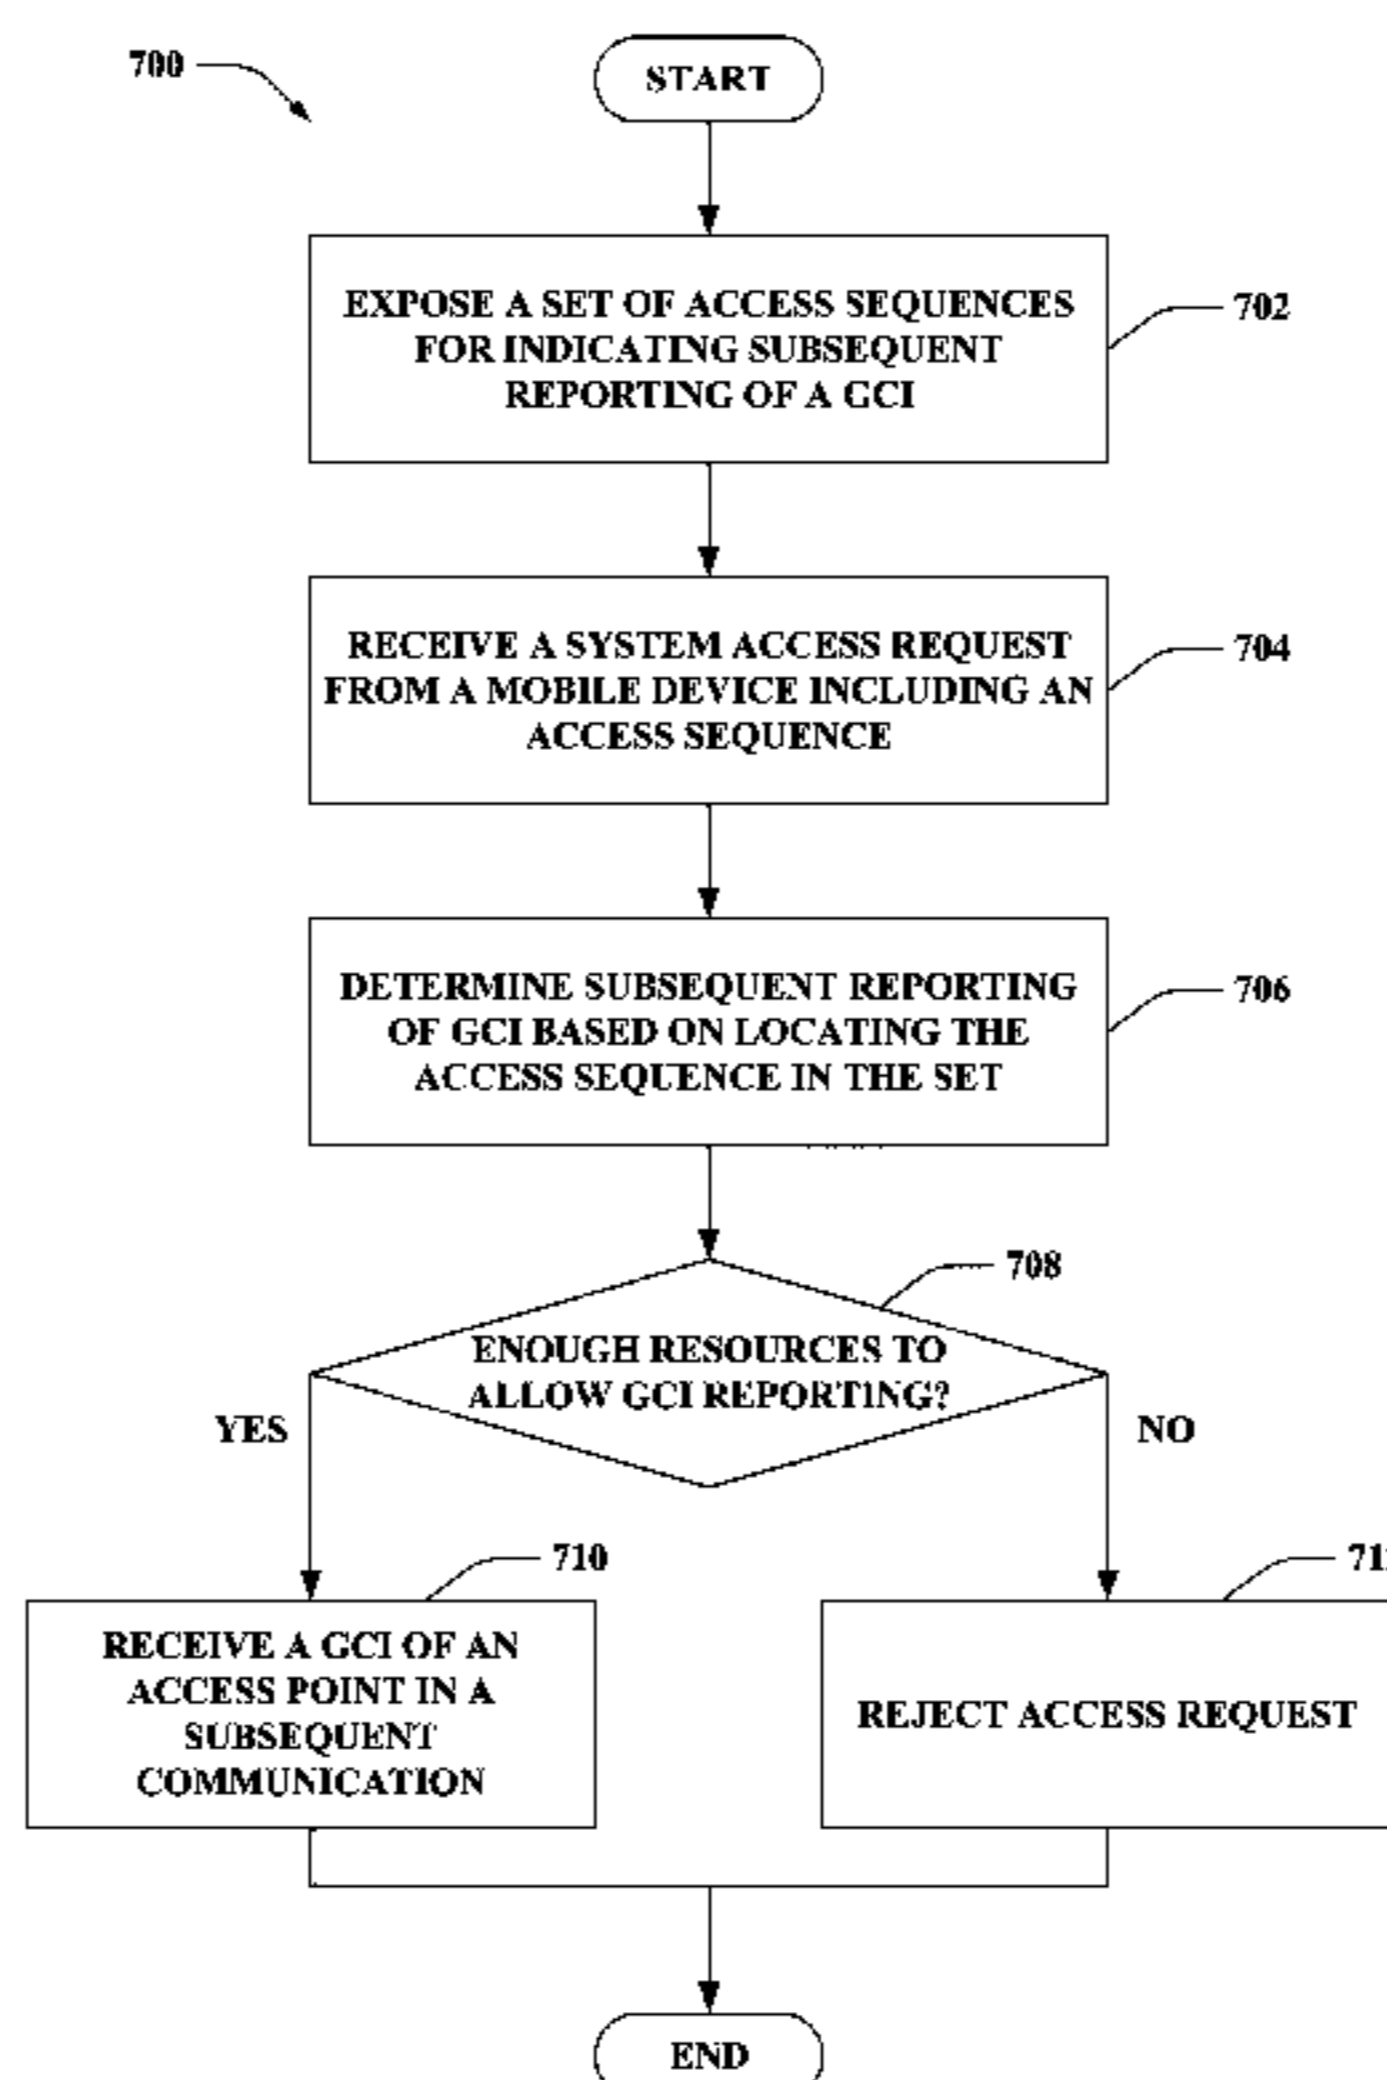 700
START
EXPOSE A SET OF ACCESS SEQUENCES
FOR INDICATING SUBSEQUENT
REPORTING OF A GCI
702
RECEIVE A SYSTEM ACCESS REQUEST
FROM A MOBILE DEVICE INCLUDING AN
ACCESS SEQUENCE
704
DETERMINE SUBSEQUENT REPORTING
OF GCI BASED ON LOCATING THE
ACCESS SEQUENCE IN THE SET
706
708
ENOUGH RESOURCES TO
ALLOW GCI REPORTING?
YES
NO
710
RECEIVE A GCI OF AN
ACCESS POINT IN A
SUBSEQUENT
COMMUNICATION
REJECT ACCESS REQUEST
END